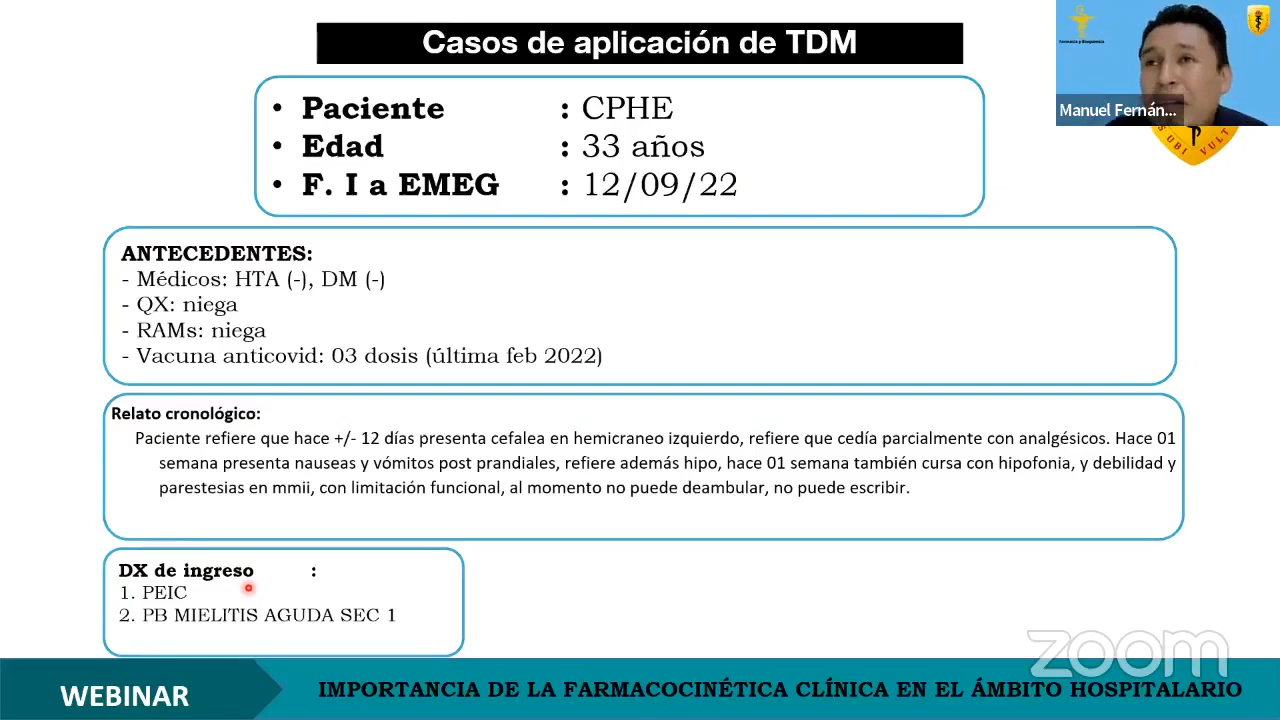 Casos de aplicación de TDM
• Paciente : CPHE
• Edad : 33 años
• F. I a EMEG : 12/09/22
Manuel Fernán...
UBI VULT
ANTECEDENTES:
- Médicos: HTA (-), DM (-)
- QX: niega
- RAMs: niega
- Vacuna anticovid: 03 dosis (última feb 2022)
Relato cronológico:
Paciente refiere que hace +/- 12 días presenta cefalea en hemicraneo izquierdo, refiere que cedía parcialmente con analgésicos. Hace 01
semana presenta nauseas y vómitos post prandiales, refiere además hipo, hace 01 semana también cursa con hipofonia, y debilidad y
parestesias en mmii, con limitación funcional, al momento no puede deambular, no puede escribir.
DX de ingreso :
1. PEIC
2. PB MIELITIS AGUDA SEC 1
zoom
WEBINAR
IMPORTANCIA DE LA FARMACOCINÉTICA CLÍNICA EN EL ÁMBITO HOSPITALARIO